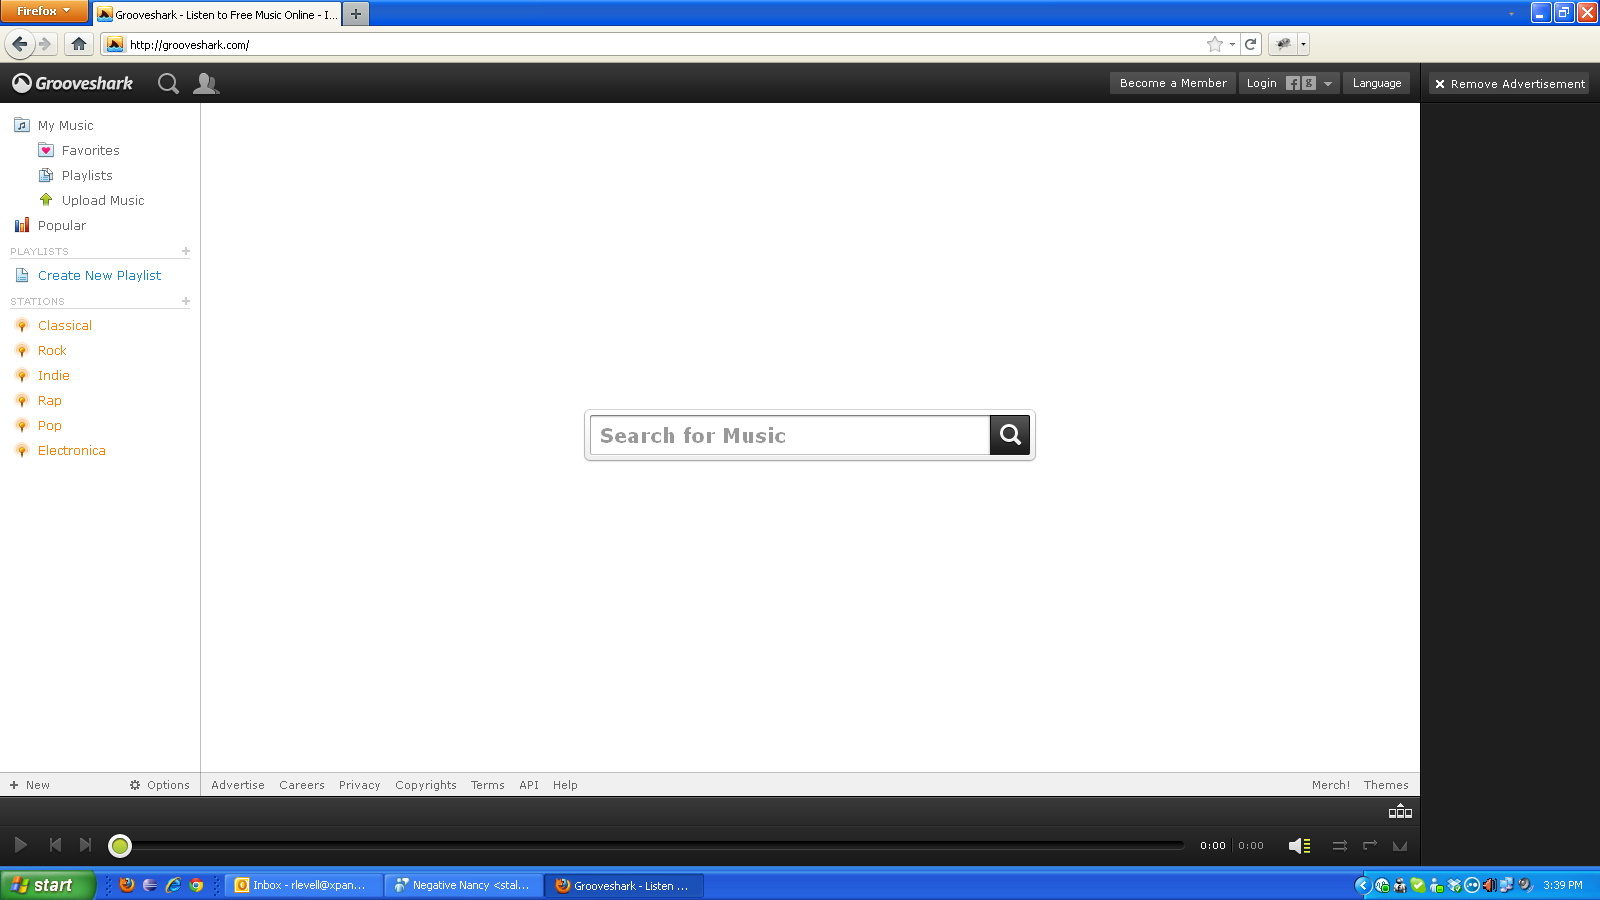 Firefox
Grooveshark - Listen to Free Music Online - I...
http://grooveshark.com/
Grooveshark
Become a Member
Login
f
g
Language
Remove Advertisement
My Music
Favorites
Playlists
Upload Music
Popular
PLAYLISTS
Create New Playlist
STATIONS
Classical
Rock
Indie
Rap
Pop
Electronica
Search for Music
New
Options
Advertise
Careers
Privacy
Copyrights
Terms
API
Help
Merch!
Themes
0:00
0:00
start
Inbox - rlevell@xpan...
Negative Nancy <stal...
Grooveshark - Listen ...
3:39 PM